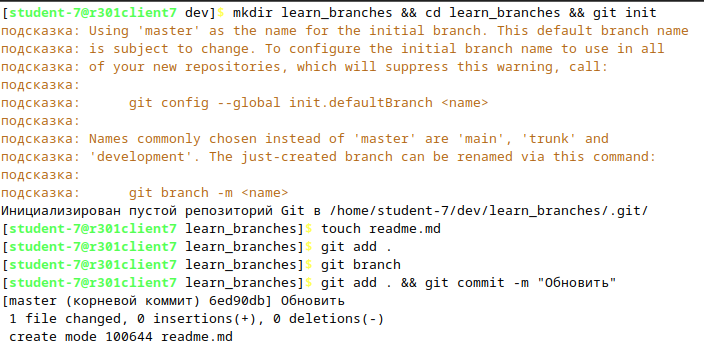 [student-7@r301client7 dev]$ mkdir learn_branches && cd learn_branches && git init
подсказка: Using 'master' as the name for the initial branch. This default branch name
подсказка: is subject to change. To configure the initial branch name to use in all
подсказка: of your new repositories, which will suppress this warning, call:
подсказка:
подсказка:      git config --global init.defaultBranch <name>
подсказка:
подсказка: Names commonly chosen instead of 'master' are 'main', 'trunk' and
подсказка: 'development'. The just-created branch can be renamed via this command:
подсказка:
подсказка:      git branch -m <name>
Инициализирован пустой репозиторий Git в /home/student-7/dev/learn_branches/.git/
[student-7@r301client7 learn_branches]$ touch readme.md
[student-7@r301client7 learn_branches]$ git add .
[student-7@r301client7 learn_branches]$ git branch
[student-7@r301client7 learn_branches]$ git add . && git commit -m "Обновить"
[master (корневой коммит) 6ed90db] Обновить
 1 file changed, 0 insertions(+), 0 deletions(-)
 create mode 100644 readme.md